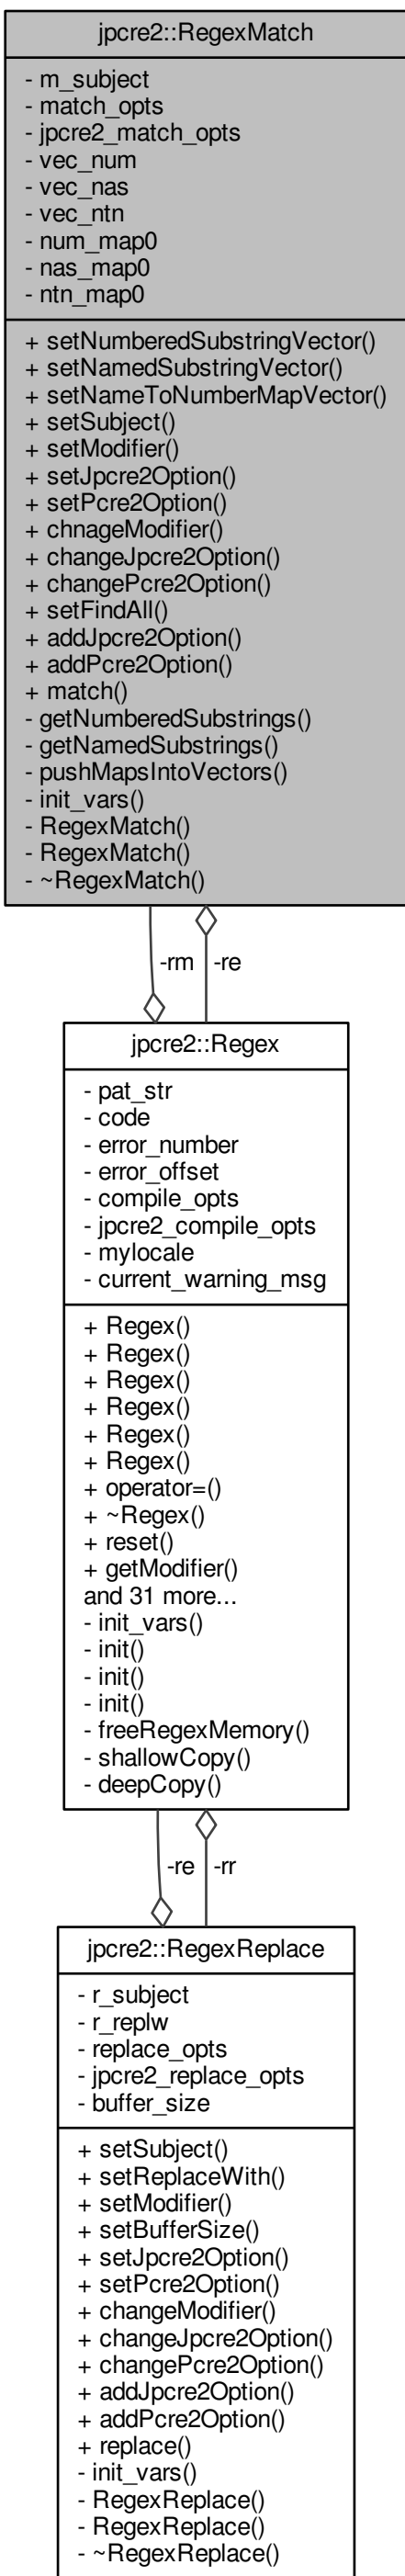 jpcre2::RegexMatch
- m_subject
- match_opts
- jpcre2_match_opts
- vec_num
- vec_nas
- vec_ntn
- num_map0
- nas_map0
- ntn_map0
+ setNumberedSubstringVector()
+ setNamedSubstringVector()
+ setNameToNumberMapVector()
+ setSubject()
+ setModifier()
+ setJpcre2Option()
+ setPcre2Option()
+ chnageModifier()
+ changeJpcre2Option()
+ changePcre2Option()
+ setFindAll()
+ addJpcre2Option()
+ addPcre2Option()
+ match()
- getNumberedSubstrings()
- getNamedSubstrings()
- pushMapsIntoVectors()
- init_vars()
- RegexMatch()
- RegexMatch()
- ~RegexMatch()
-rm -re
jpcre2::Regex
- pat_str
- code
- error_number
- error_offset
- compile_opts
- jpcre2_compile_opts
- mylocale
- current_warning_msg
+ Regex()
+ Regex()
+ Regex()
+ Regex()
+ Regex()
+ Regex()
+ operator=()
+ ~Regex()
+ reset()
+ getModifier()
and 31 more...
- init_vars()
- init()
- init()
- init()
- freeRegexMemory()
- shallowCopy()
- deepCopy()
-re -rr
jpcre2::RegexReplace
- r_subject
- r_replw
- replace_opts
- jpcre2_replace_opts
- buffer_size
+ setSubject()
+ setReplaceWith()
+ setModifier()
+ setBufferSize()
+ setJpcre2Option()
+ setPcre2Option()
+ changeModifier()
+ changeJpcre2Option()
+ changePcre2Option()
+ addJpcre2Option()
+ addPcre2Option()
+ replace()
- init_vars()
- RegexReplace()
- RegexReplace()
- ~RegexReplace()